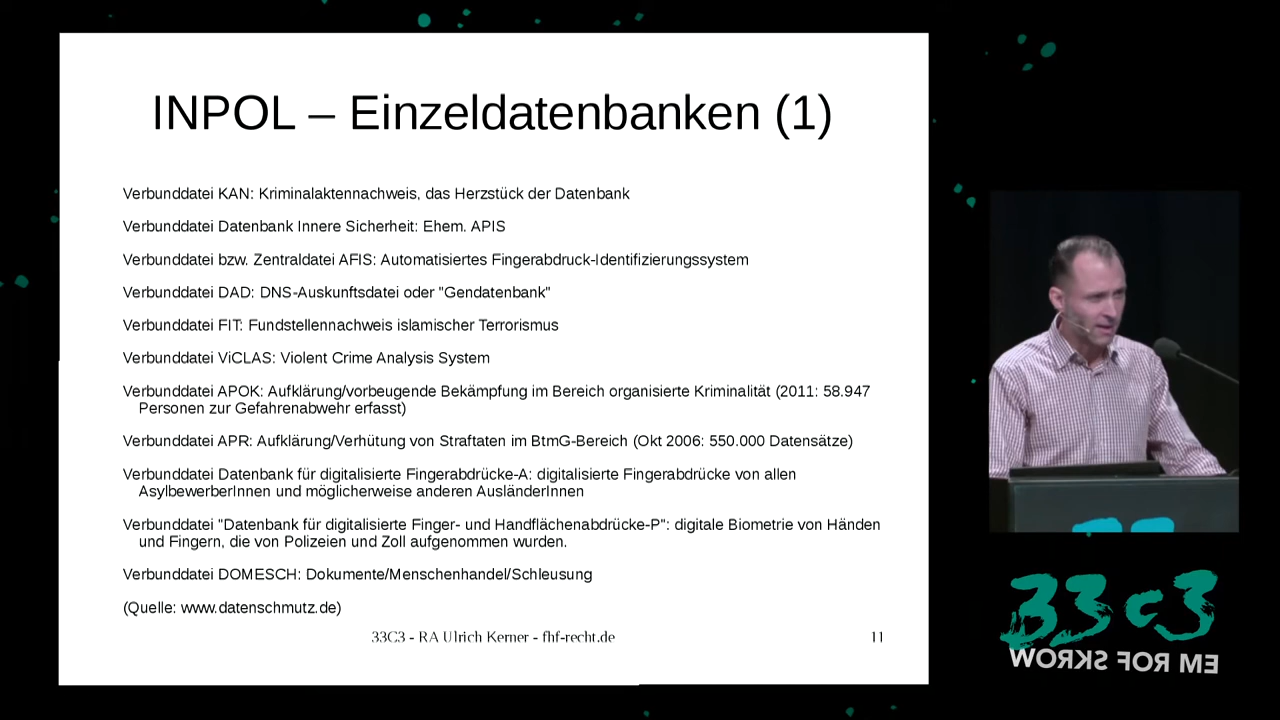 INPOL – Einzeldatenbanken (1)
Verbunddatei KAN: Kriminalaktennachweis, das Herzstück der Datenbank
Verbunddatei Datenbank Innere Sicherheit: Ehem. APIS
Verbunddatei bzw. Zentraldatei AFIS: Automatisiertes Fingerabdruck-Identifizierungssystem
Verbunddatei DAD: DNS-Auskunftsdatei oder "Gendatenbank"
Verbunddatei FIT: Fundstellennachweis islamischer Terrorismus
Verbunddatei ViCLAS: Violent Crime Analysis System
Verbunddatei APOK: Aufklärung/vorbeugende Bekämpfung im Bereich organisierte Kriminalität (2011: 58.947
Personen zur Gefahrenabwehr erfasst)
Verbunddatei APR: Aufklärung/Verhütung von Straftaten im BtmG-Bereich (Okt 2006: 550.000 Datensätze)
Verbunddatei Datenbank für digitalisierte Fingerabdrücke-A: digitalisierte Fingerabdrücke von allen
AsylbewerberInnen und möglicherweise anderen AusländerInnen
Verbunddatei "Datenbank für digitalisierte Finger- und Handflächenabdrücke-P": digitale Biometrie von Händen
und Fingern, die von Polizeien und Zoll aufgenommen wurden.
Verbunddatei DOMESCH: Dokumente/Menschenhandel/Schleusung
(Quelle: www.datenschmutz.de)
33C3 - RA Ulrich Kerner - fhf-recht.de
11
33c3
WORKS FOR ME